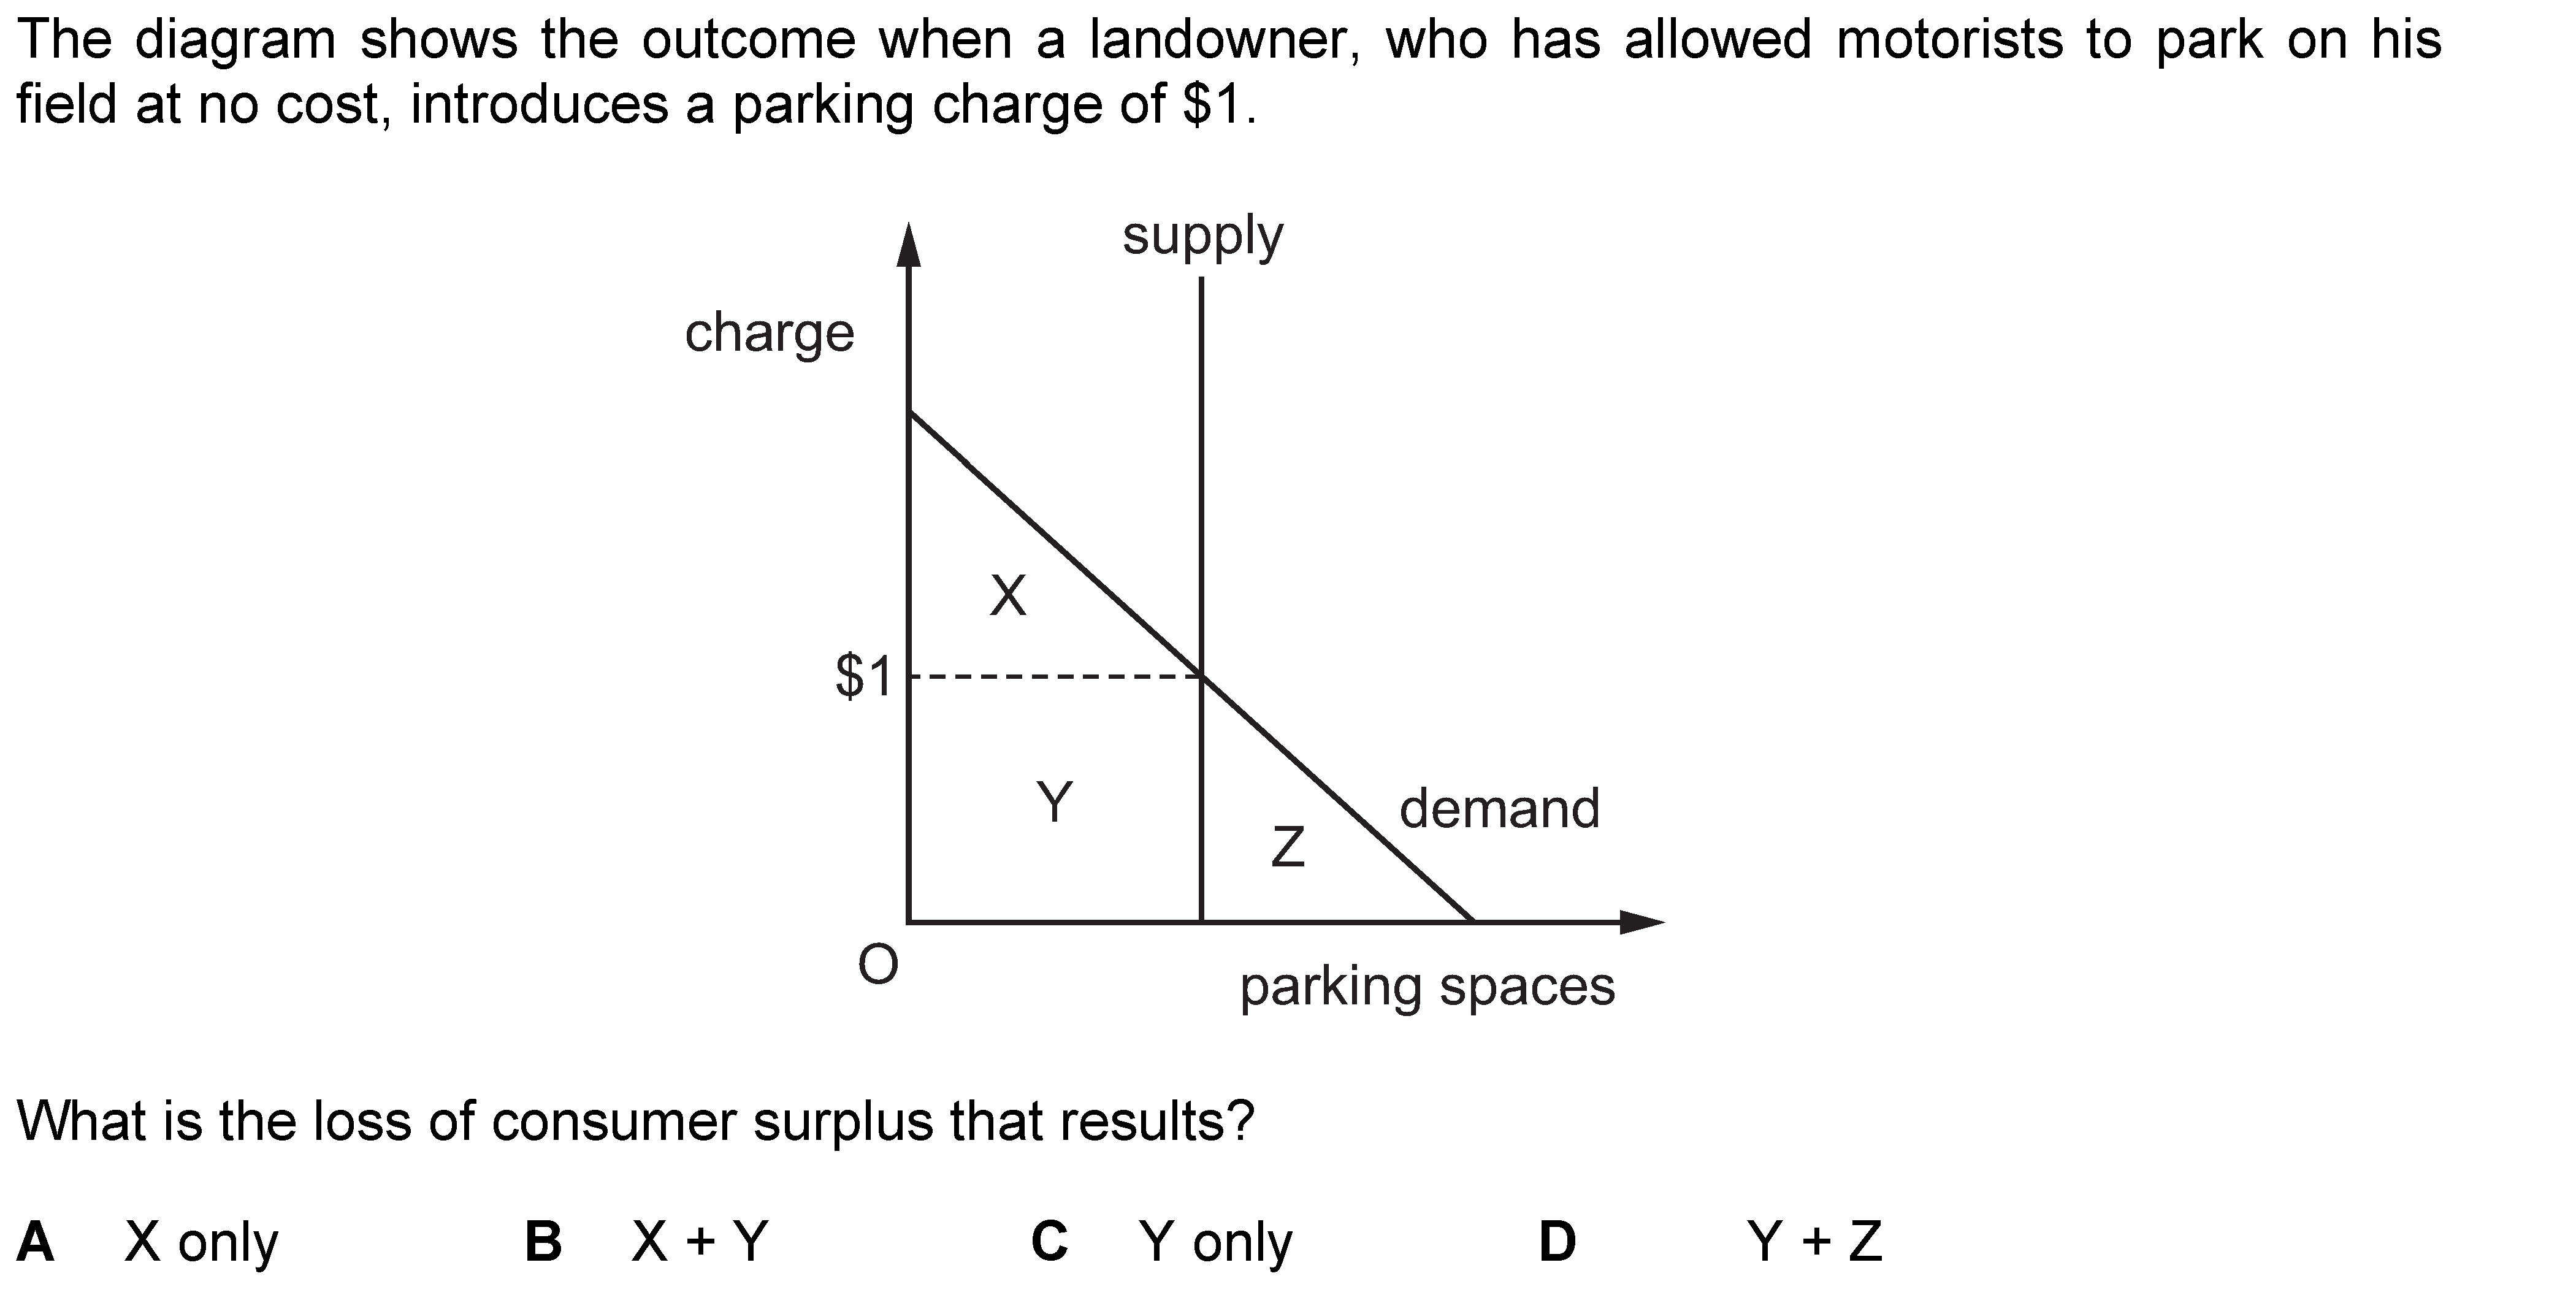 The diagram shows the outcome when a landowner, who has allowed motorists to park on his
field at no cost, introduces a parking charge of $1.
supply
charge
X
$1
Y
demand
Z
O
parking spaces
What is the loss of consumer surplus that results?
A X only B X + Y C Y only D Y + Z